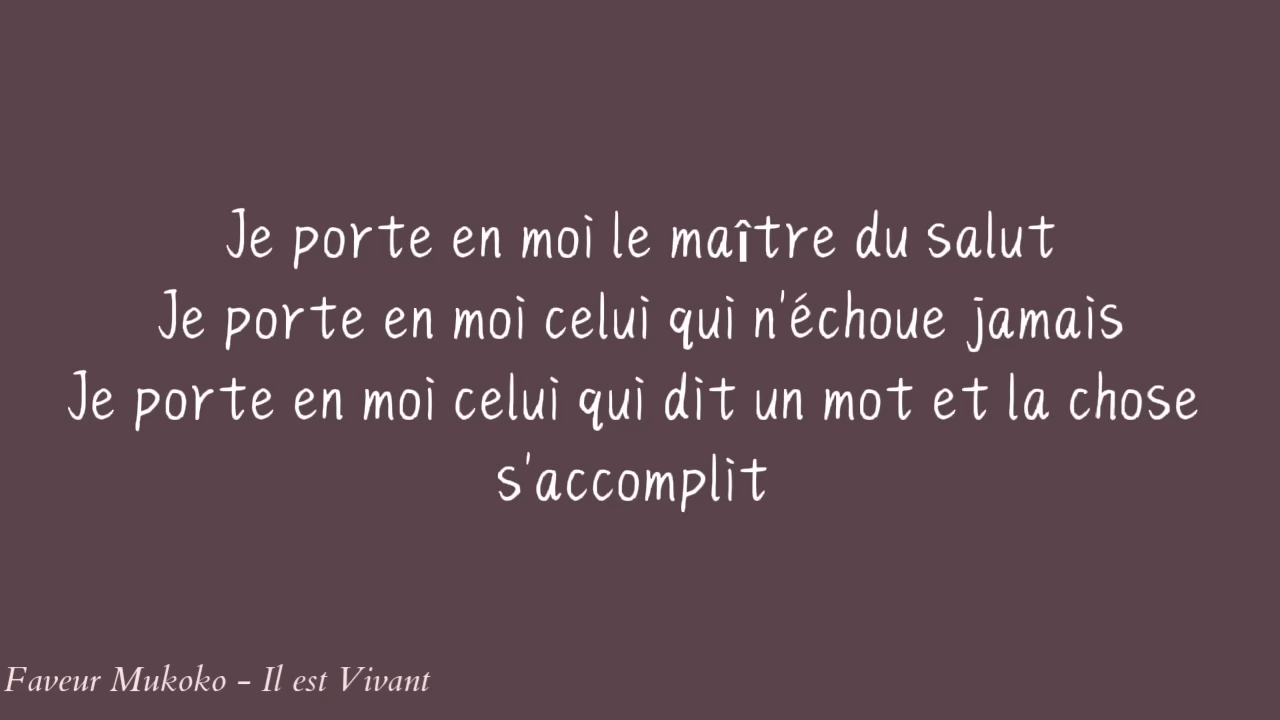 Je porte en moi le maître du salut
Je porte en moi celui qui n'échoue jamais
Je porte en moi celui qui dit un mot et la chose
s'accomplit
Faveur Mukoko - Il est Vivant